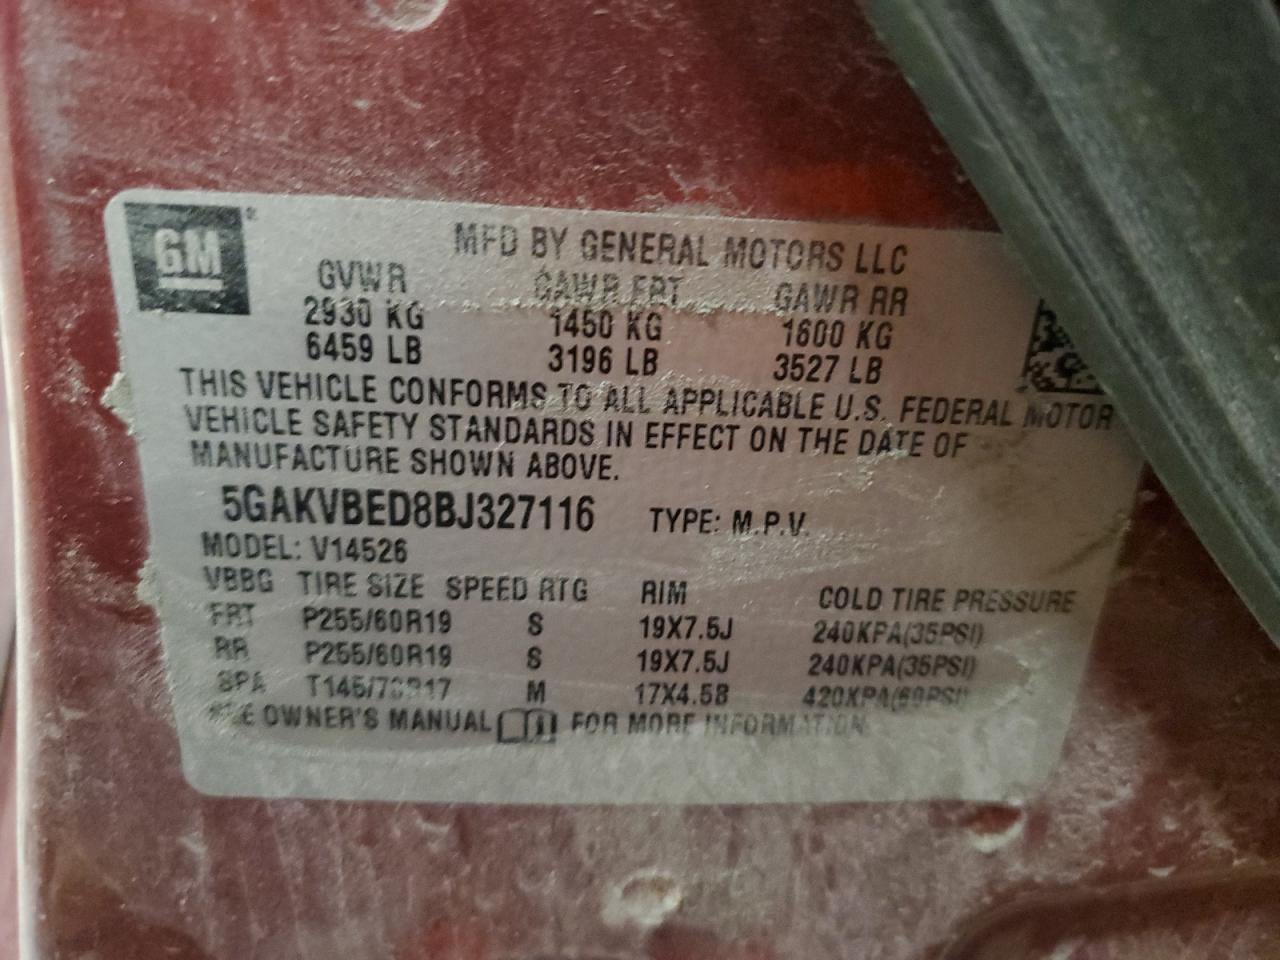 GM
MFD BY GENERAL MOTORS LLC
GVWR GAWR FRT GAWR RR
2930 KG 1450 KG 1600 KG
6459 LB 3196 LB 3527 LB
THIS VEHICLE CONFORMS TO ALL APPLICABLE U.S. FEDERAL MOTOR
VEHICLE SAFETY STANDARDS IN EFFECT ON THE DATE OF
MANUFACTURE SHOWN ABOVE.
5GAKVBED8BJ327116 TYPE: M.P.V.
MODEL: V14526
VBBG TIRE SIZE SPEED RTG RIM COLD TIRE PRESSURE
FRT P255/60R19 S 19X7.5J 240KPA(35PSI)
RR P255/60R19 S 19X7.5J 240KPA(35PSI)
SPA M 17X4.5B
OWNER'S MANUAL FOR MORE INFORMATION